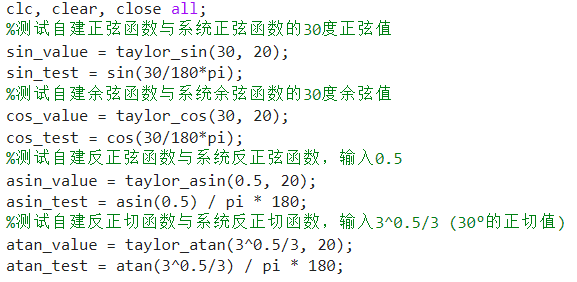 clc, clear, close all;
%测试自建正弦函数与系统正弦函数的30度正弦值
sin_value = taylor_sin(30, 20);
sin_test = sin(30/180*pi);
%测试自建余弦函数与系统余弦函数的30度余弦值
cos_value = taylor_cos(30, 20);
cos_test = cos(30/180*pi);
%测试自建反正弦函数与系统反正弦函数，输入0.5
asin_value = taylor_asin(0.5, 20);
asin_test = asin(0.5) / pi * 180;
%测试自建反正切函数与系统反正切函数，输入3^0.5/3 (30°的正切值)
atan_value = taylor_atan(3^0.5/3, 20);
atan_test = atan(3^0.5/3) / pi * 180;